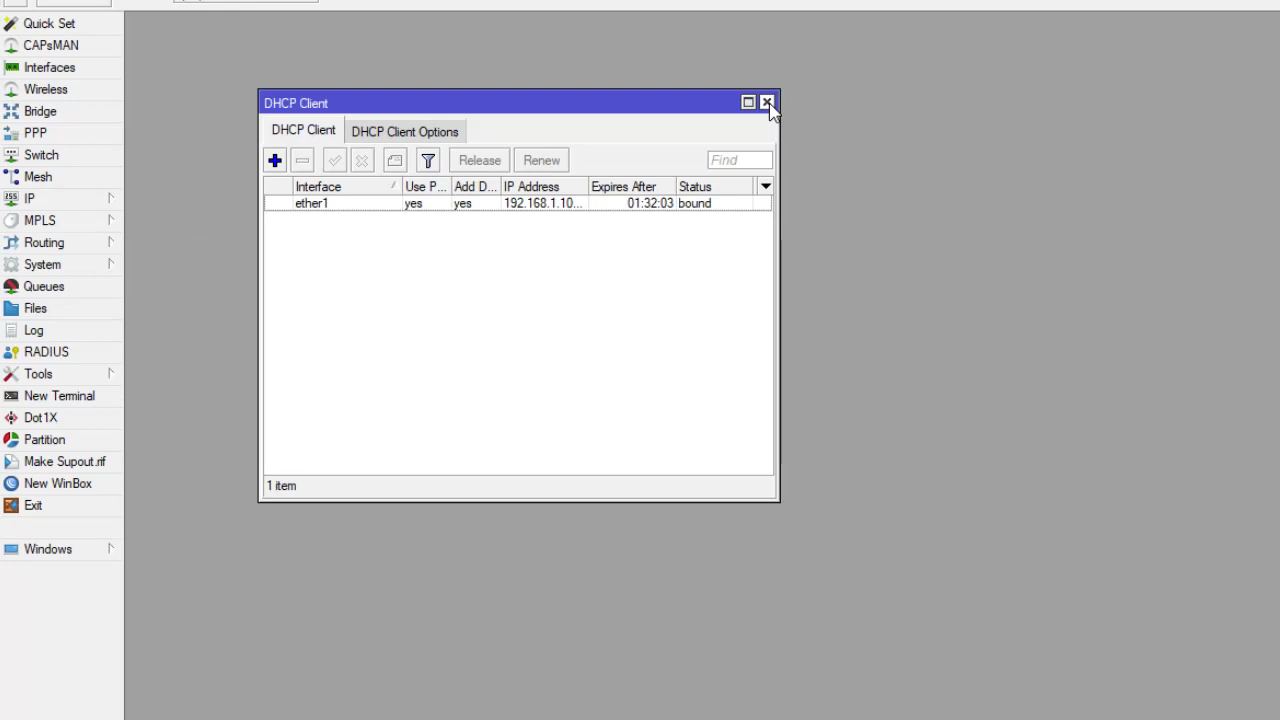 Quick Set
CAPsMAN
Interfaces
Wireless
Bridge
PPP
Switch
Mesh
IP
MPLS
Routing
System
Queues
Files
Log
RADIUS
Tools
New Terminal
Dot1X
Partition
Make Supout.rif
New WinBox
Exit
Windows
DHCP Client
DHCP Client DHCP Client Options
Release Renew Find
Interface Use P... Add D... IP Address Expires After Status
ether1 yes yes 192.168.1.10... 01:32:03 bound
1 item